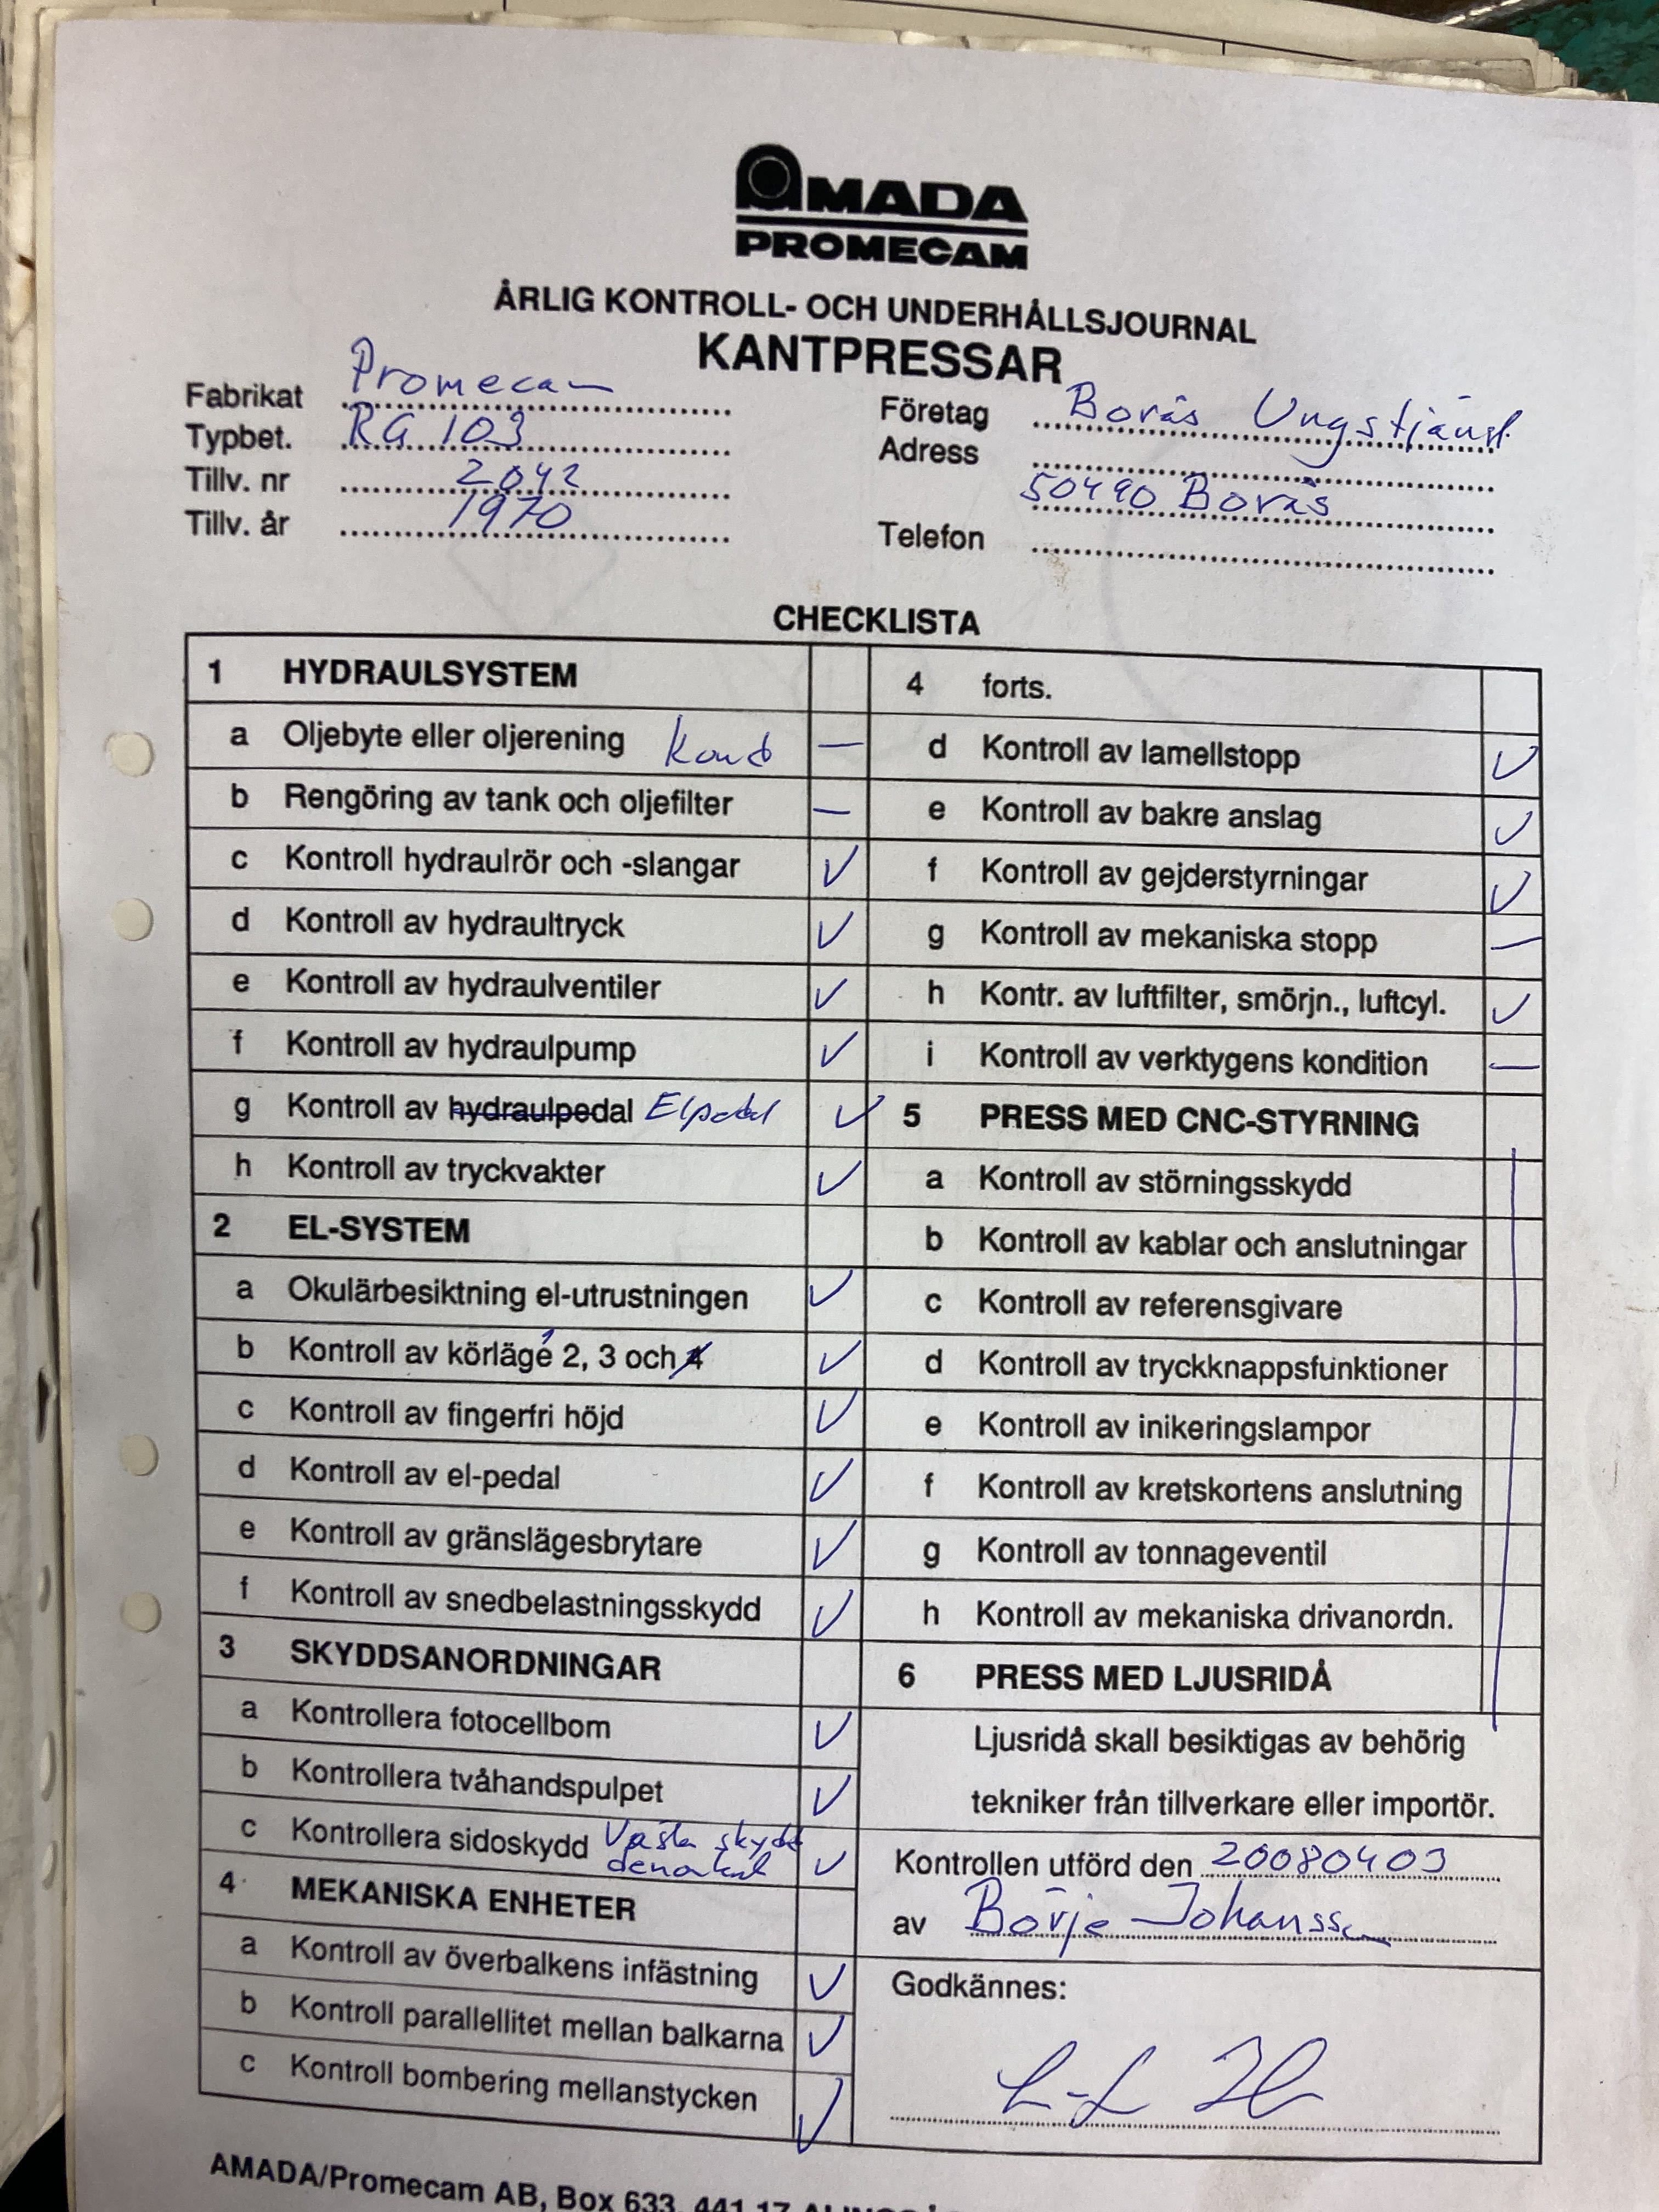 AMADA
PROMECAM
ÅRLIG KONTROLL- OCH UNDERHÅLLSJOURNAL
KANTPRESSAR
Fabrikat Promecam
Typbet. RG 103
Tillv. nr 2042
Tillv. år 1970
Företag Borås Ungstjänst
Adress
50490 Borås
Telefon
CHECKLISTA
1 HYDRAULSYSTEM
a Oljebyte eller oljerening —
b Rengöring av tank och oljefilter —
c Kontroll hydraulrör och -slangar ✓
d Kontroll av hydraultryck ✓
e Kontroll av hydraulventiler ✓
f Kontroll av hydraulpump ✓
g Kontroll av hydraulpedal Elpedal ✓
h Kontroll av tryckvakter ✓
2 EL-SYSTEM
a Okulärbesiktning el-utrustningen ✓
b Kontroll av körläge 1 2, 3 och 4 ✓
c Kontroll av fingerfri höjd ✓
d Kontroll av el-pedal ✓
e Kontroll av gränslägesbrytare ✓
f Kontroll av snedbelastningsskydd ✓
3 SKYDDSANORDNINGAR
a Kontrollera fotocellbom ✓
b Kontrollera tvåhandspulpet ✓
c Kontrollera sidoskydd skydd ✓
4 MEKANISKA ENHETER
a Kontroll av överbalkens infästning ✓
b Kontroll parallellitet mellan balkarna ✓
c Kontroll bombering mellanstycken ✓
4 forts.
d Kontroll av lamellstopp ✓
e Kontroll av bakre anslag ✓
f Kontroll av gejderstyrningar ✓
g Kontroll av mekaniska stopp —
h Kontr. av luftfilter, smörjn., luftcyl. ✓
i Kontroll av verktygens kondition —
5 PRESS MED CNC-STYRNING
a Kontroll av störningsskydd
b Kontroll av kablar och anslutningar
c Kontroll av referensgivare
d Kontroll av tryckknappsfunktioner
e Kontroll av inikeringslampor
f Kontroll av kretskortens anslutning
g Kontroll av tonnageventil
h Kontroll av mekaniska drivanordn.
6 PRESS MED LJUSRIDÅ
Ljusridå skall besiktigas av behörig
tekniker från tillverkare eller importör.
Kontrollen utförd den 20080403
av Börje Johansson
Godkännes:
AMADA/Promecam AB, Box 633, 441 17